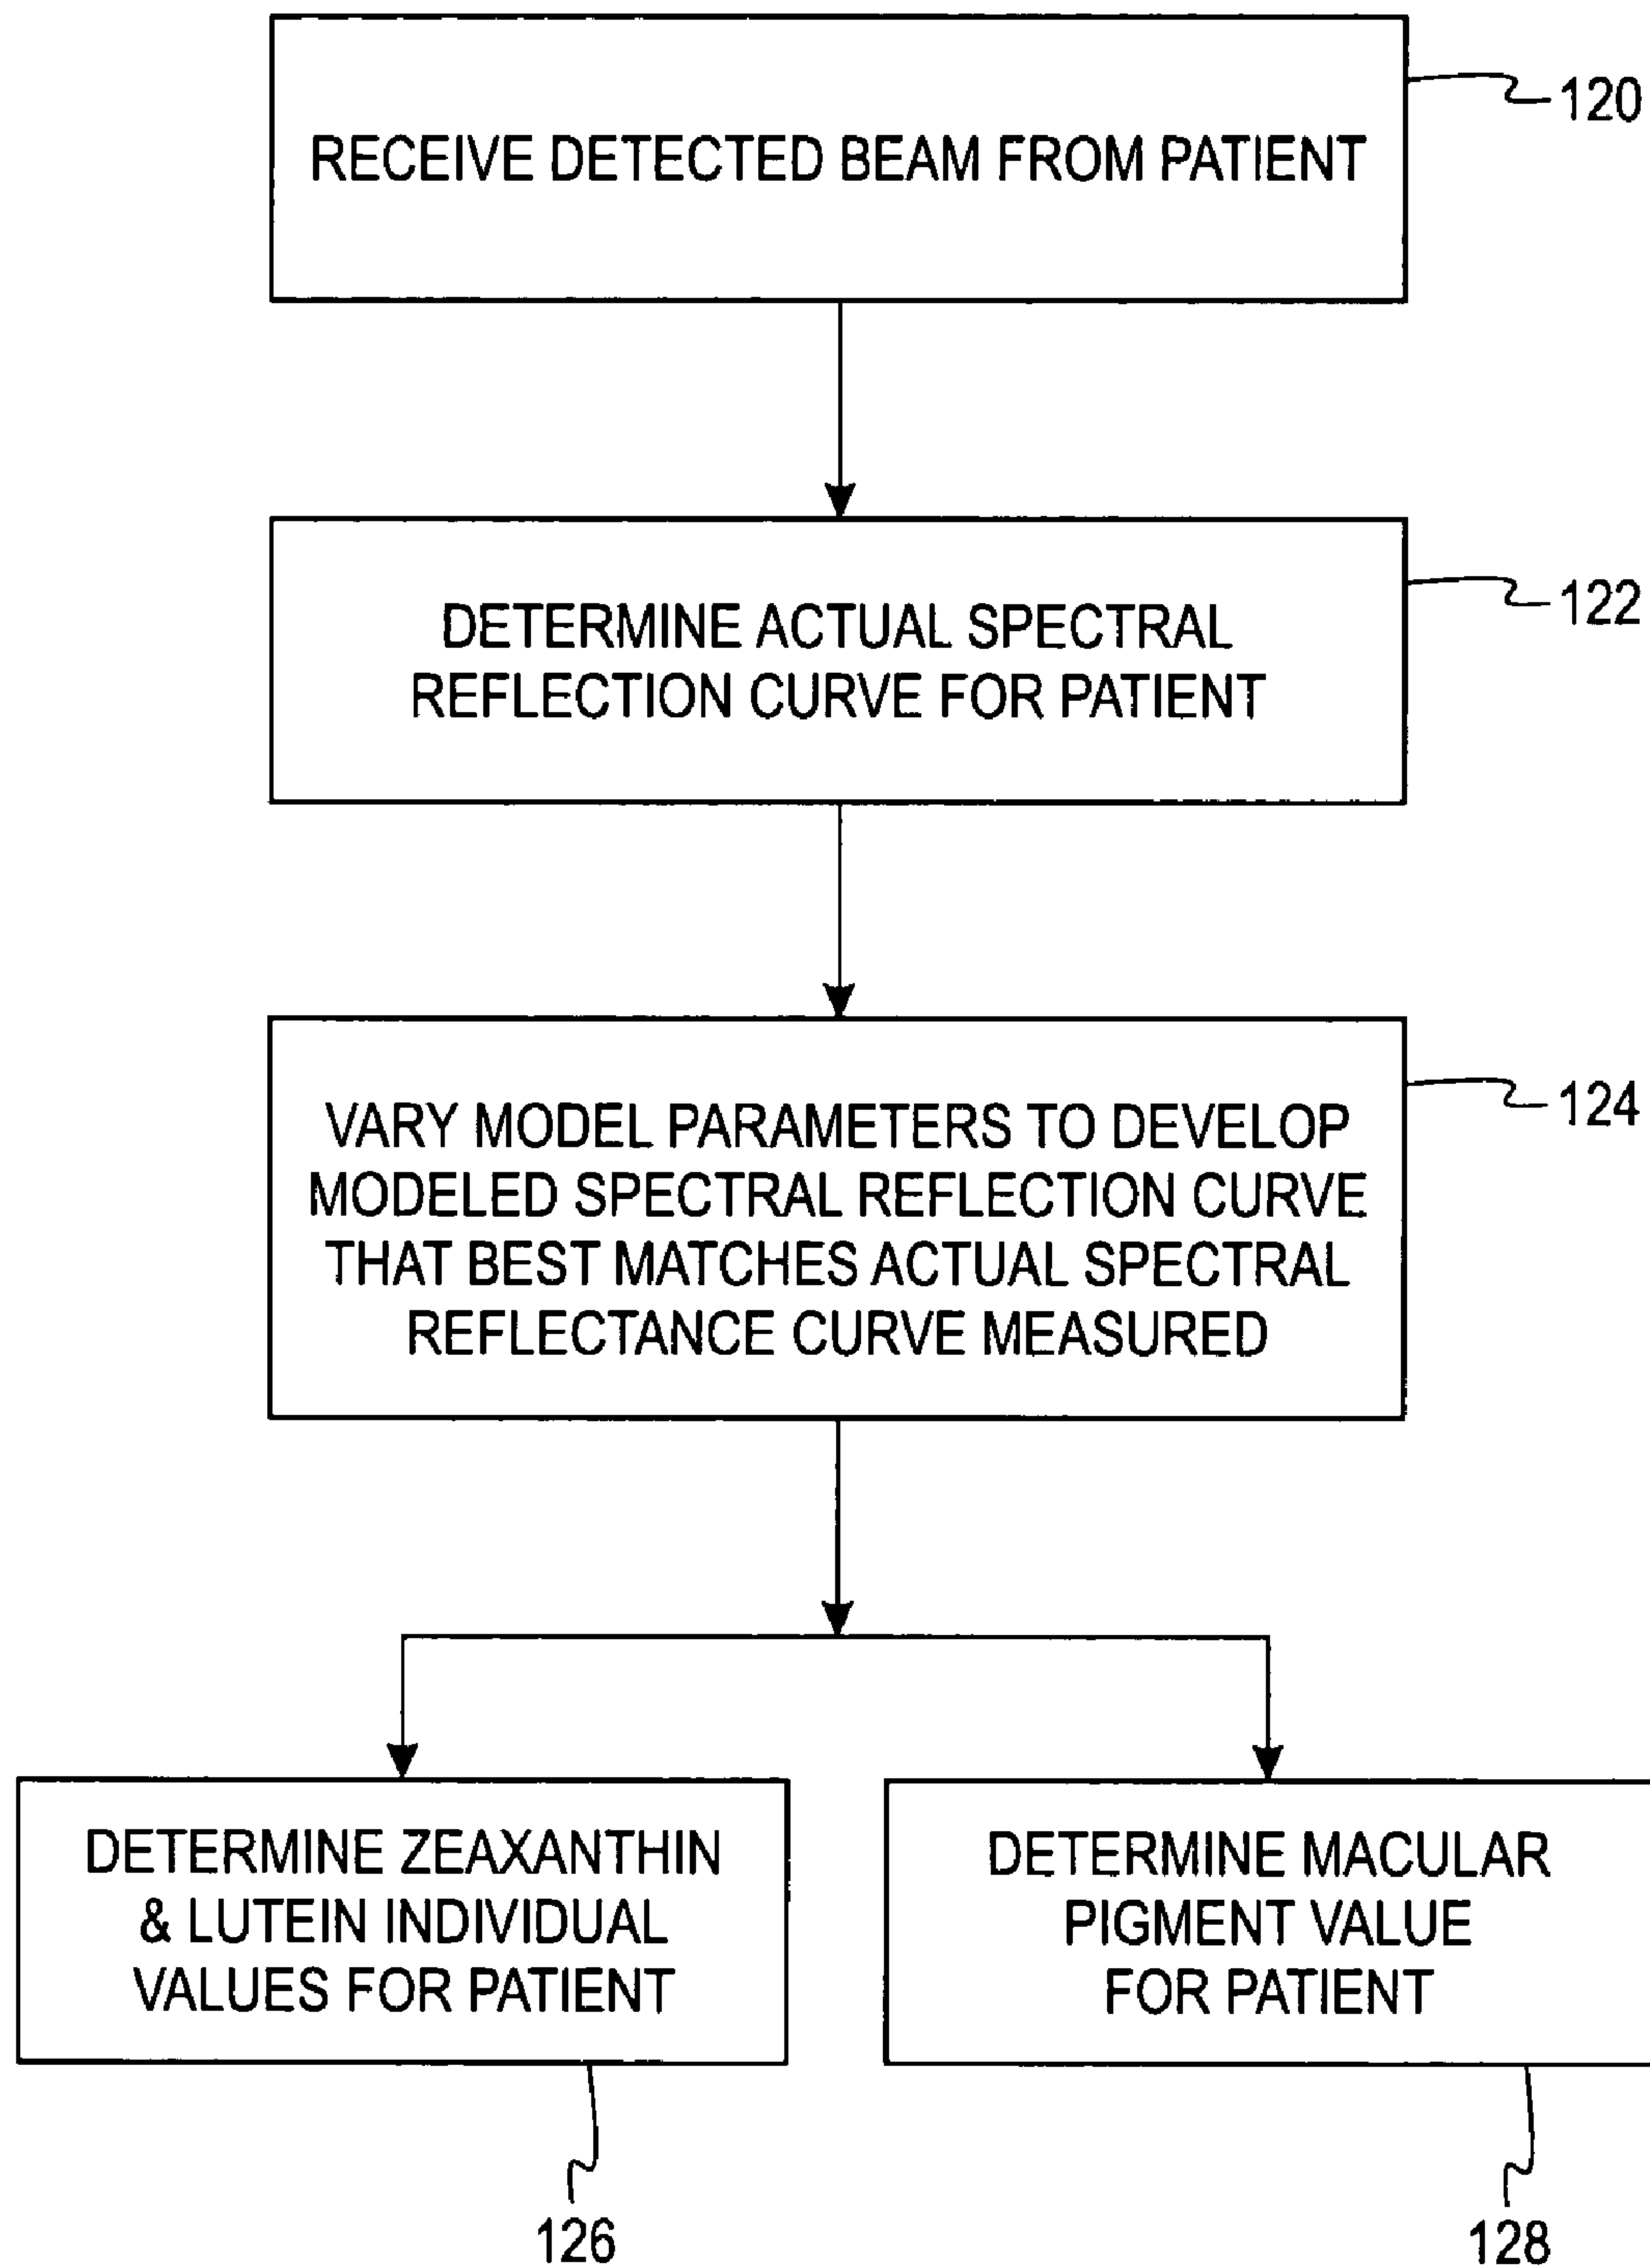 RECEIVE DETECTED BEAM FROM PATIENT
120
DETERMINE ACTUAL SPECTRAL
REFLECTION CURVE FOR PATIENT
122
VARY MODEL PARAMETERS TO DEVELOP
MODELED SPECTRAL REFLECTION CURVE
THAT BEST MATCHES ACTUAL SPECTRAL
REFLECTANCE CURVE MEASURED
124
DETERMINE ZEAXANTHIN
& LUTEIN INDIVIDUAL
VALUES FOR PATIENT
126
DETERMINE MACULAR
PIGMENT VALUE
FOR PATIENT
128